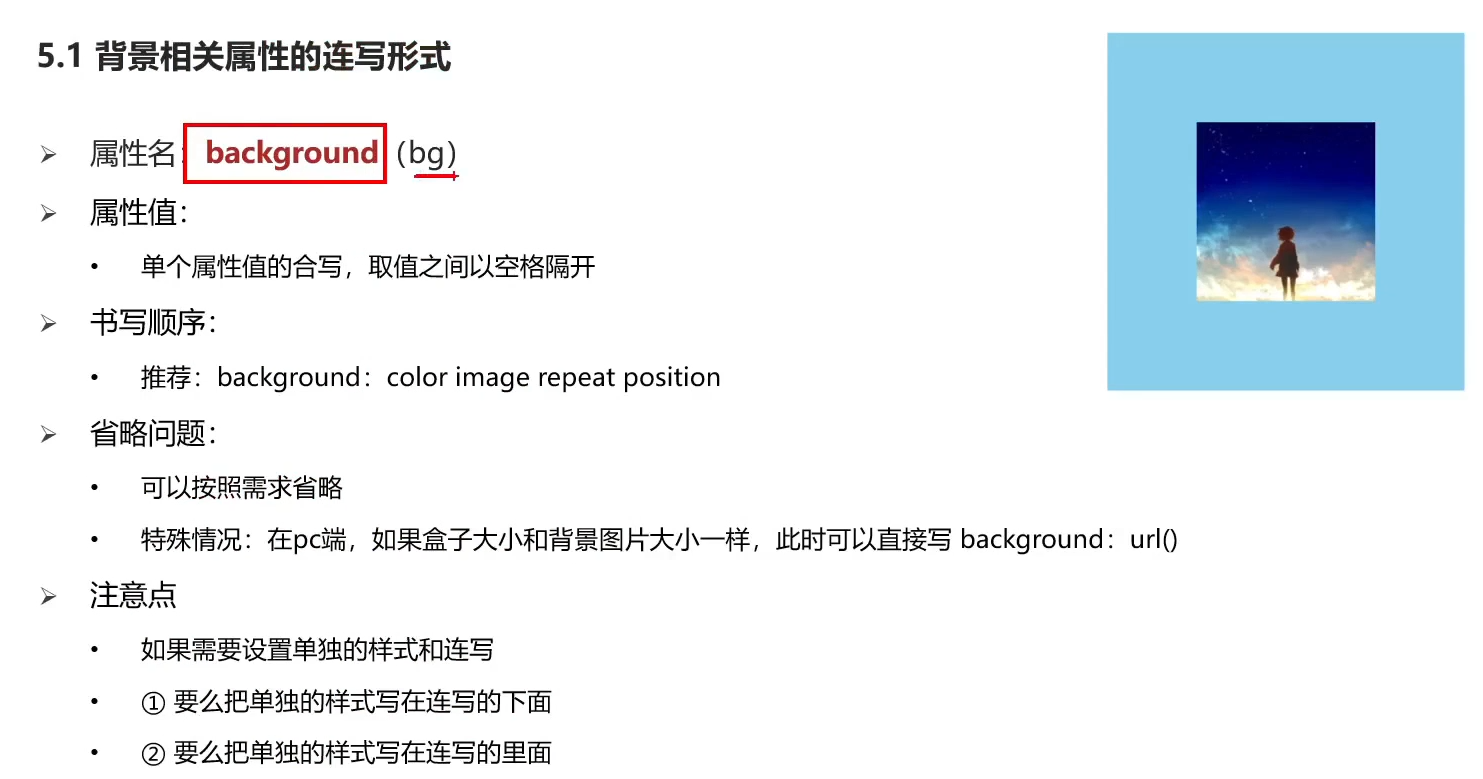 5.1 背景相关属性的连写形式
➢ 属性名：background（bg）
➢ 属性值：
• 单个属性值的合写，取值之间以空格隔开
➢ 书写顺序：
• 推荐：background：color image repeat position
➢ 省略问题：
• 可以按照需求省略
• 特殊情况：在pc端，如果盒子大小和背景图片大小一样，此时可以直接写 background：url()
➢ 注意点
• 如果需要设置单独的样式和连写
• ① 要么把单独的样式写在连写的下面
• ② 要么把单独的样式写在连写的里面